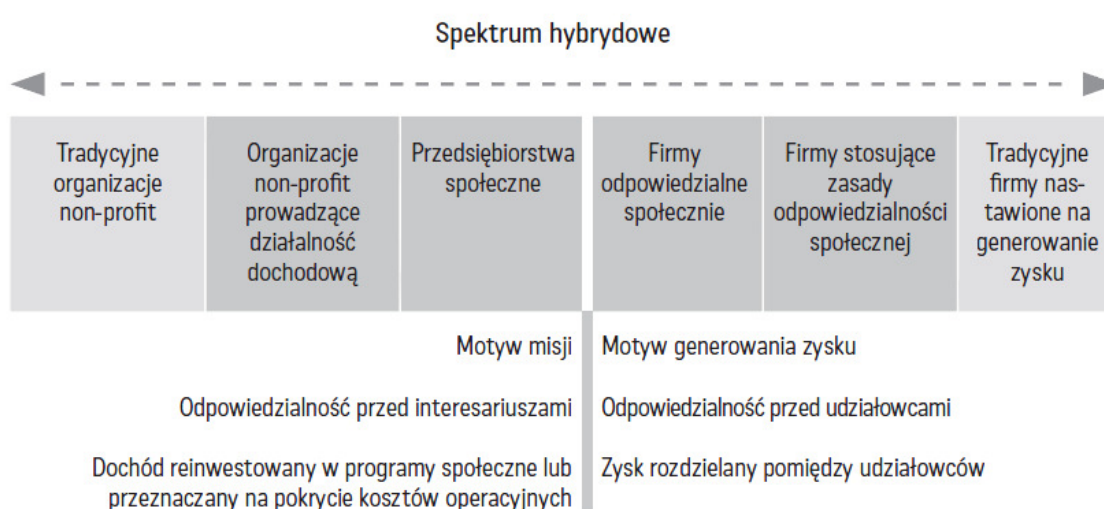 Spektrum hybrydowe
Tradycyjne
organizacje
non-profit
Organizacje
non-profit
prowadzące
działalność
dochodową
Przedsiębiorstwa
społeczne
Firmy
odpowiedzialne
społecznie
Firmy stosujące
zasady
odpowiedzialności
społecznej
Tradycyjne
firmy nas-
tawione na
generowanie
zysku
Motyw misji
Motyw generowania zysku
Odpowiedzialność przed interesariuszami
Odpowiedzialność przed udziałowcami
Dochód reinwestowany w programy społeczne lub
przeznaczany na pokrycie kosztów operacyjnych
Zysk rozdzielany pomiędzy udziałowców